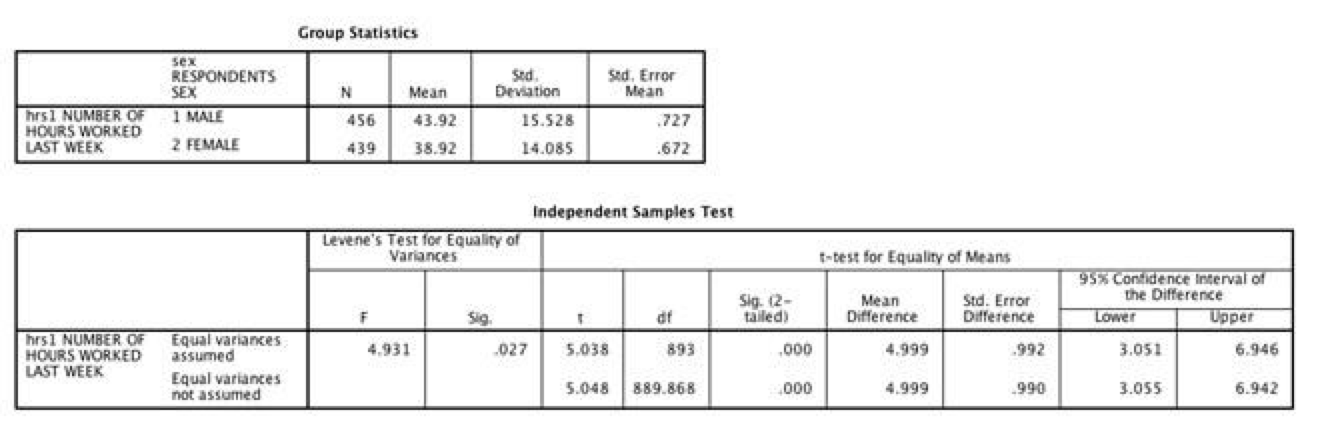 Group Statistics
sex
RESPONDENTS
SEX N Mean Std. Deviation Std. Error Mean
hrs1 NUMBER OF HOURS WORKED LAST WEEK 1 MALE 456 43.92 15.528 .727
2 FEMALE 439 38.92 14.085 .672
Independent Samples Test
Levene's Test for Equality of Variances t-test for Equality of Means
95% Confidence Interval of the Difference
F Sig. t df Sig. (2-tailed) Mean Difference Std. Error Difference Lower Upper
hrs1 NUMBER OF HOURS WORKED LAST WEEK Equal variances assumed 4.931 .027 5.038 893 .000 4.999 .992 3.051 6.946
Equal variances not assumed 5.048 889.868 .000 4.999 .990 3.055 6.942